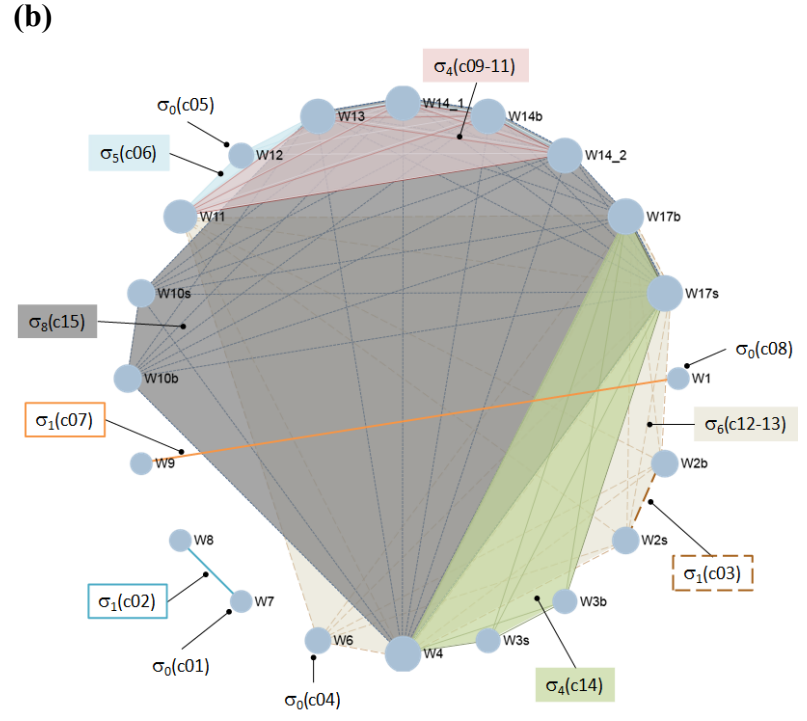 (b)
σ4(c09-11)
σ0(c05)
W13
W14_1
W14b
σ5(c06)
W12
W14_2
W11
W17b
W10s
W17s
σ8(c15)
σ0(c08)
W10b
W1
σ1(c07)
σ6(c12-13)
W9
W2b
W8
W2s
σ1(c03)
σ1(c02)
W7
W3b
W6
W4
W3s
σ0(c01)
σ0(c04)
σ4(c14)